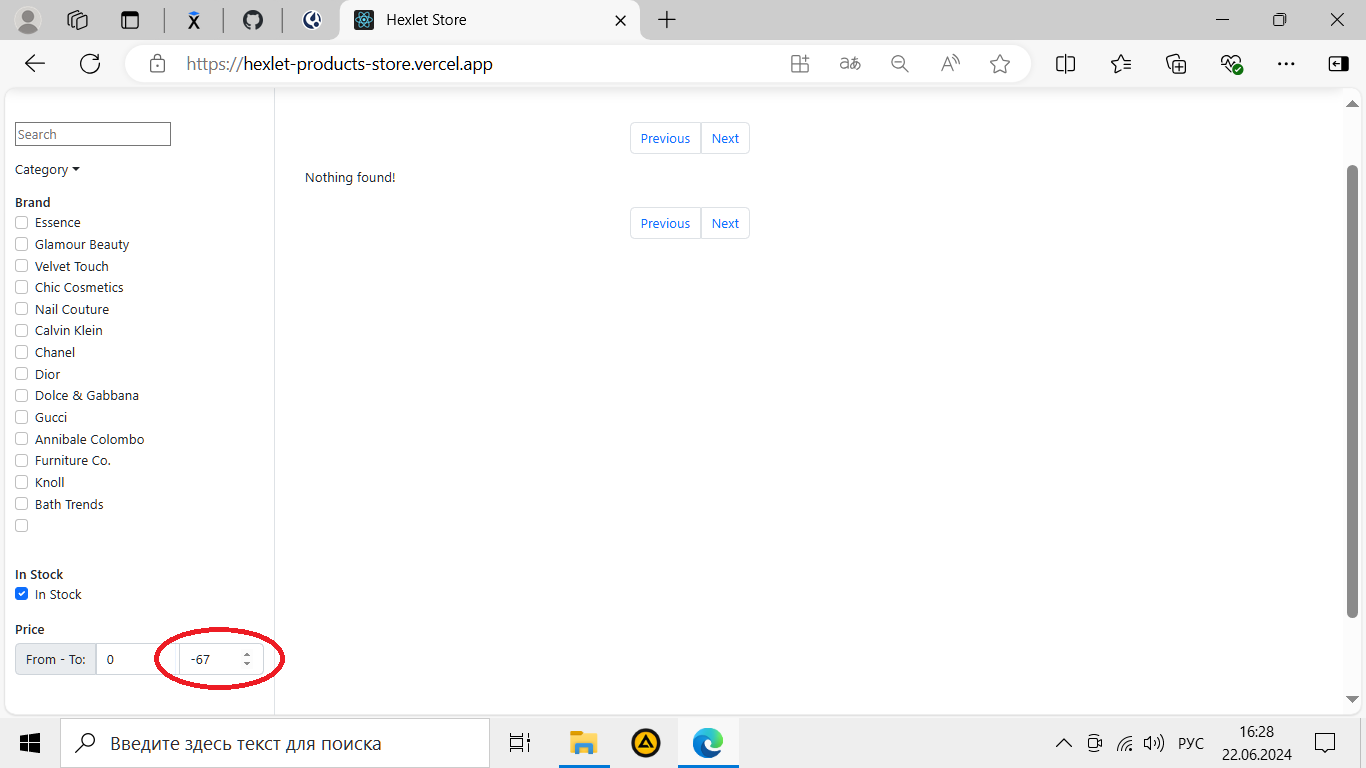 Hexlet Store
https://hexlet-products-store.vercel.app
Search
Category
Brand
Essence
Glamour Beauty
Velvet Touch
Chic Cosmetics
Nail Couture
Calvin Klein
Chanel
Dior
Dolce & Gabbana
Gucci
Annibale Colombo
Furniture Co.
Knoll
Bath Trends
In Stock
In Stock
Price
From - To: 0 -67
Previous Next
Nothing found!
Previous Next
Введите здесь текст для поиска
РУС
16:28
22.06.2024